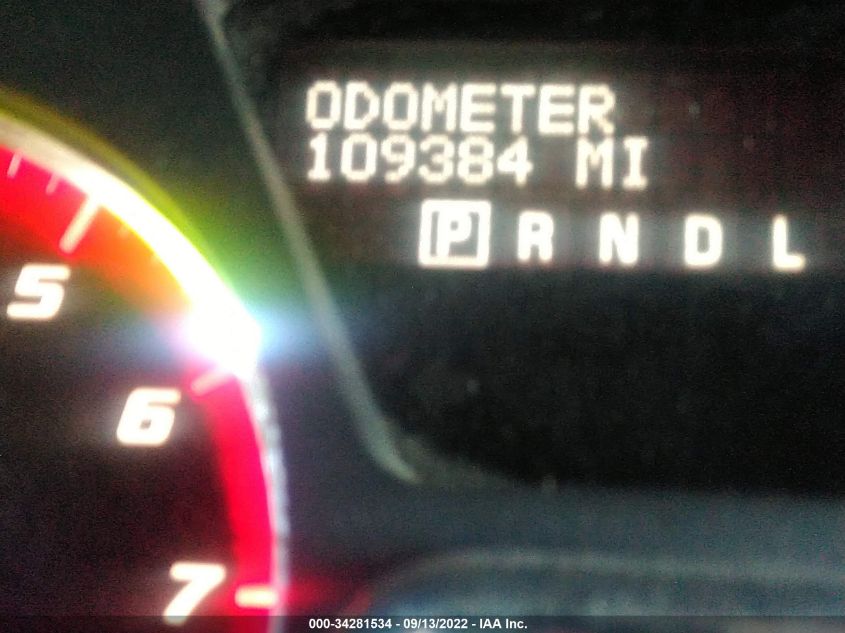 ODOMETER
109384 MI
P R N D L
5
6
7
000-34281534 - 09/13/2022 - IAA Inc.